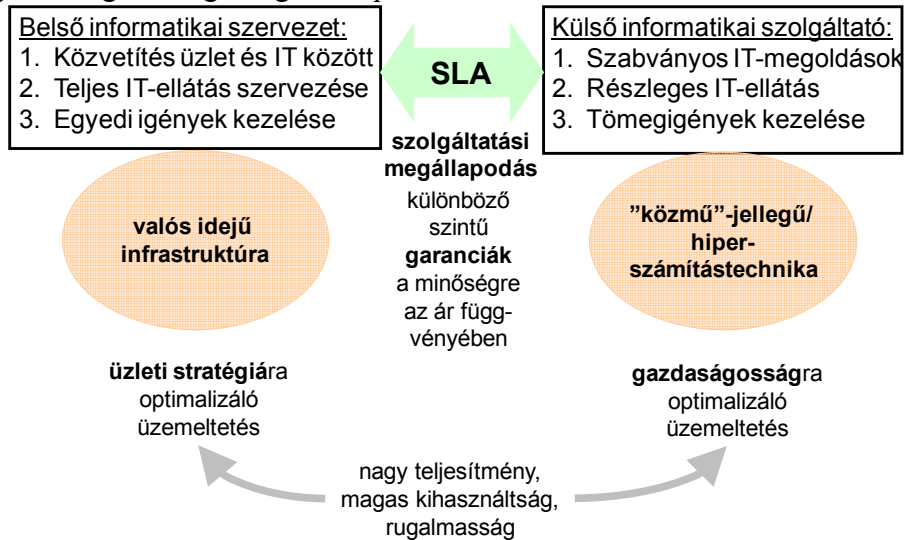 Belső informatikai szervezet:
1. Közvetítés üzlet és IT között
2. Teljes IT-ellátás szervezése
3. Egyedi igények kezelése
SLA
Külső informatikai szolgáltató:
1. Szabványos IT-megoldások
2. Részleges IT-ellátás
3. Tömegigények kezelése
szolgáltatási
megállapodás
különböző
szintű
garanciák
a minőségre
az ár függ-
vényében
valós idejű
infrastruktúra
”közmű”-jellegű/
hiper-
számítástechnika
üzleti stratégiára
optimalizáló
üzemeltetés
gazdaságosságra
optimalizáló
üzemeltetés
nagy teljesítmény,
magas kihasználtság,
rugalmasság